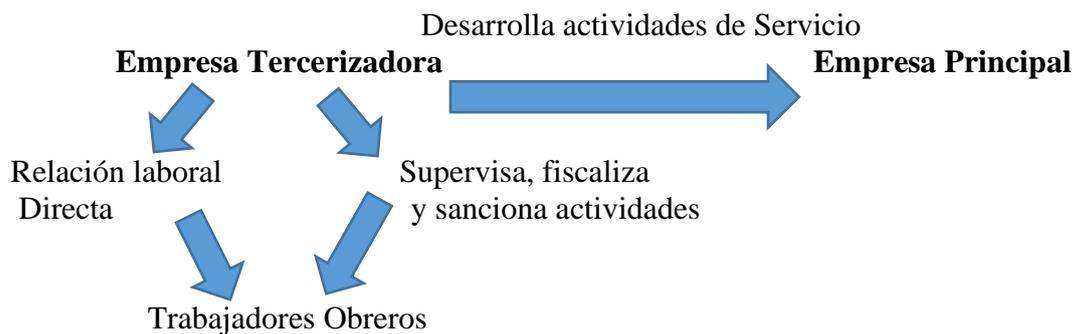 Desarrolla actividades de Servicio
Empresa Tercerizadora
Empresa Principal
Relación laboral
Directa
Supervisa, fiscaliza
y sanciona actividades
Trabajadores Obreros